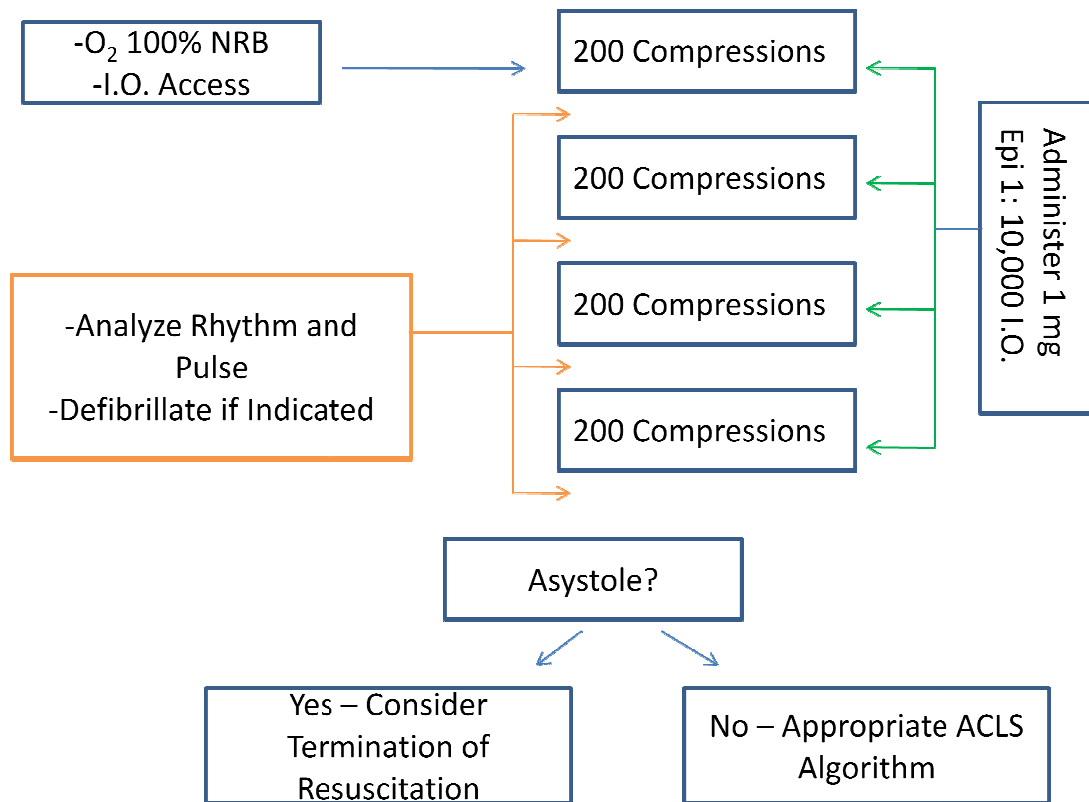 -O₂ 100% NRB
-I.O. Access
200 Compressions
200 Compressions
200 Compressions
200 Compressions
Administer 1 mg
Epi 1: 10,000 I.O.
-Analyze Rhythm and
Pulse
-Defibrillate if Indicated
Asystole?
Yes – Consider
Termination of
Resuscitation
No – Appropriate ACLS
Algorithm